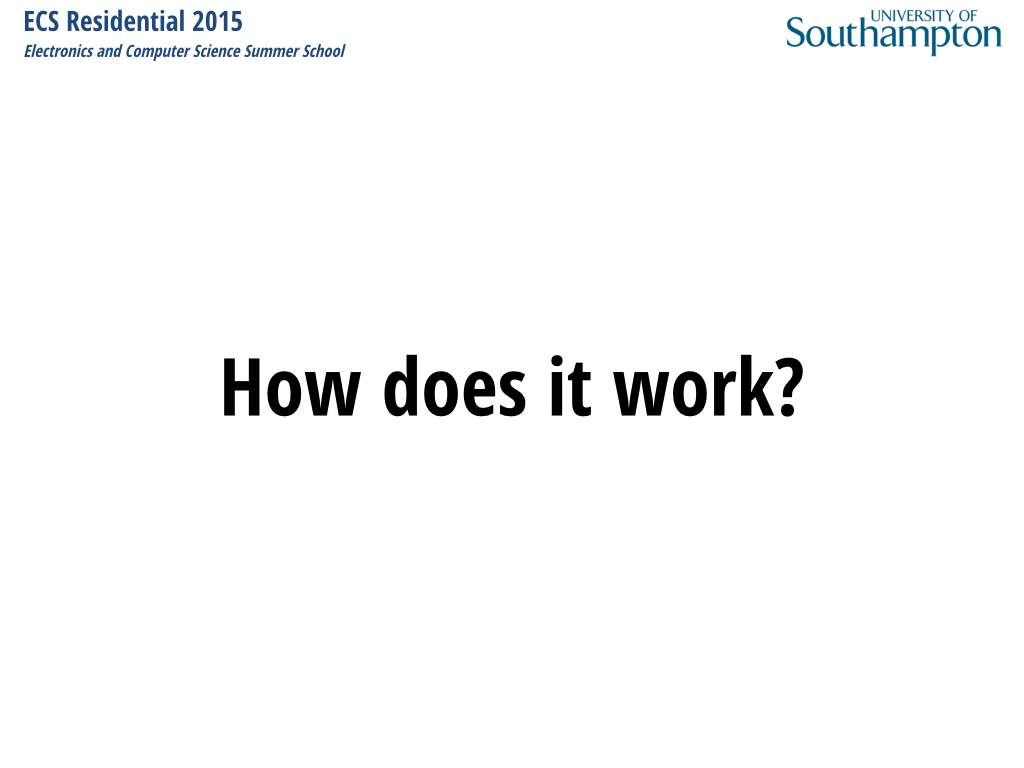 ECS Residential 2015
Electronics and Computer Science Summer School
UNIVERSITY OF
Southampton
How does it work?